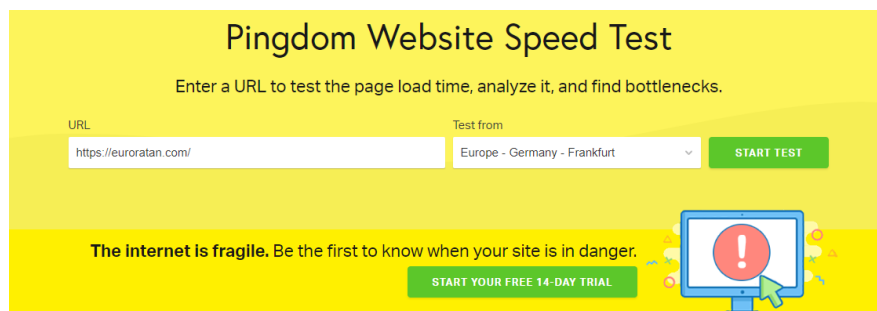 Pingdom Website Speed Test
Enter a URL to test the page load time, analyze it, and find bottlenecks.
URL
Test from
https://euroratan.com/
Europe - Germany - Frankfurt
START TEST
The internet is fragile. Be the first to know when your site is in danger.
START YOUR FREE 14-DAY TRIAL
!